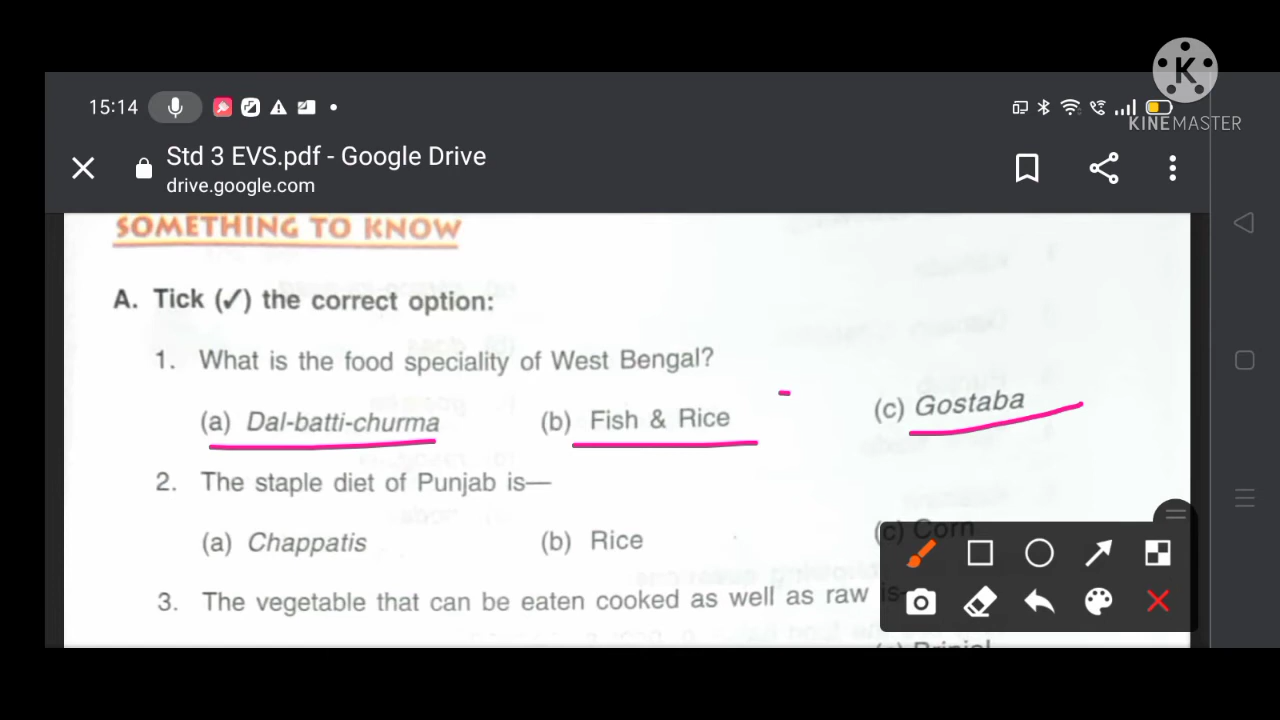 K
KINEMASTER
15:14
Std 3 EVS.pdf - Google Drive
drive.google.com
SOMETHING TO KNOW
A. Tick (✓) the correct option:
1. What is the food speciality of West Bengal?
(a) Dal-batti-churma (b) Fish & Rice (c) Gostaba
2. The staple diet of Punjab is—
(a) Chappatis (b) Rice (c) Corn
3. The vegetable that can be eaten cooked as well as raw is